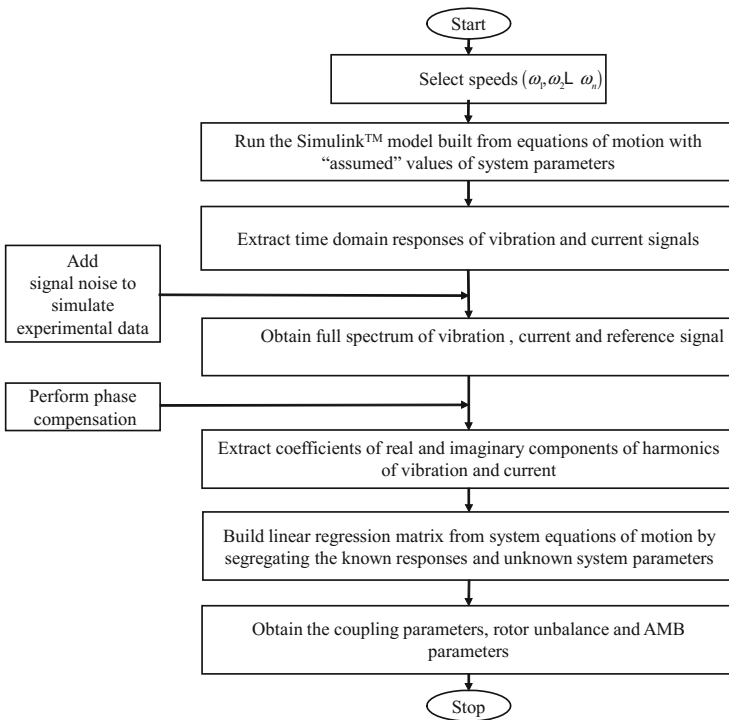 Start
Select speeds (ω₁,ω₂L ωₙ)
Run the Simulink™ model built from equations of motion with
“assumed” values of system parameters
Extract time domain responses of vibration and current signals
Add
signal noise to
simulate
experimental data
Obtain full spectrum of vibration , current and reference signal
Perform phase
compensation
Extract coefficients of real and imaginary components of harmonics
of vibration and current
Build linear regression matrix from system equations of motion by
segregating the known responses and unknown system parameters
Obtain the coupling parameters, rotor unbalance and AMB
parameters
Stop